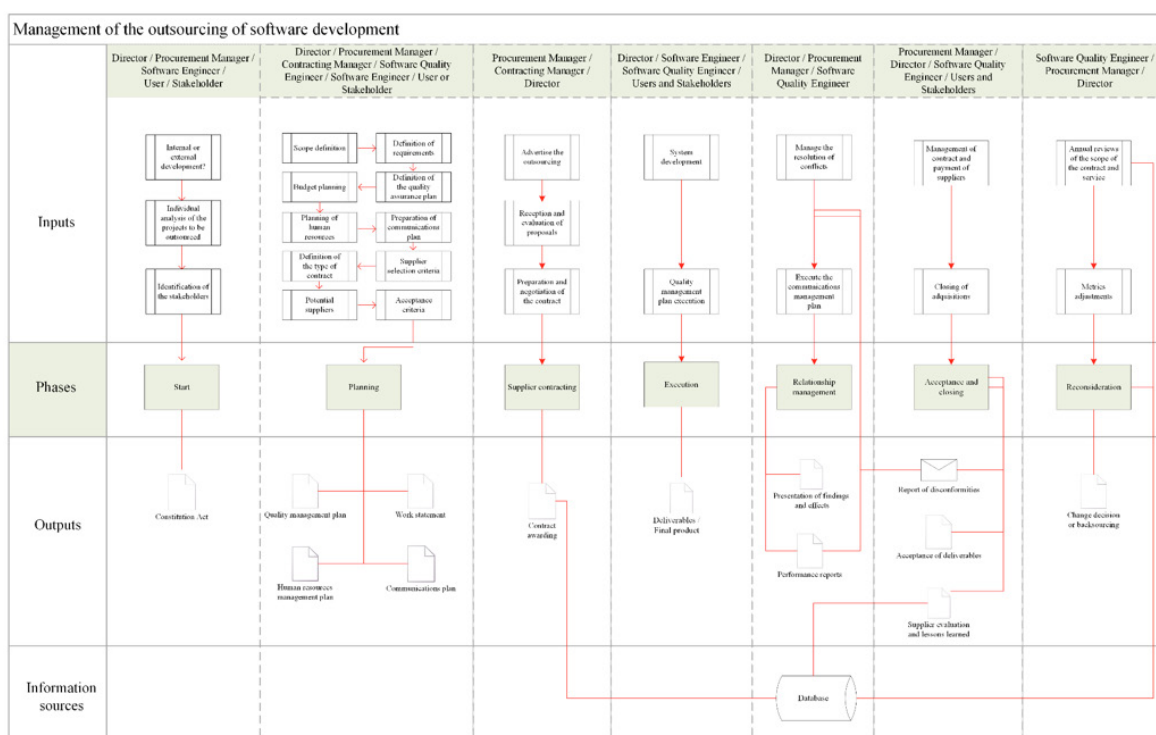 Management of the outsourcing of software development
Director / Procurement Manager /
Software Engineer /
User / Stakeholder
Director / Procurement Manager /
Contracting Manager / Software Quality
Engineer / Software Engineer / User or
Stakeholder
Procurement Manager /
Contracting Manager /
Director
Director / Software Engineer /
Software Quality Engineer /
Users and Stakeholders
Director / Procurement
Manager / Software
Quality Engineer
Procurement Manager /
Director / Software Quality
Engineer / Users and
Stakeholders
Software Quality Engineer /
Procurement Manager /
Director
Inputs
Internal or
external
development?
Individual
analysis of the
projects to be
outsourced
Identification of
the stakeholders
Scope definition
Definition of
requirements
Budget planning
Definition of
the quality
assurance plan
Planning of
human
resources
Preparation of
communications
plan
Definition of
the type of
contract
Supplier
selection criteria
Potential
suppliers
Acceptance
criteria
Advertise the
outsourcing
Reception and
evaluation of
proposals
Preparation and
negotiation of
the contract
System
development
Quality
management
plan execution
Manage the
resolution of
conflicts
Execute the
communications
management
plan
Management of
contract and
payment of
suppliers
Closing of
adquisitions
Annual reviews
of the scope of
the contract and
service
Metrics
adjustments
Phases
Start
Planning
Supplier contracting
Execution
Relationship
management
Acceptance and
closing
Reconsideration
Outputs
Constitution Act
Quality management plan
Work statement
Human resources
management plan
Communications plan
Contract
awarding
Deliverables /
Final product
Presentation of findings
and effects
Performance reports
Report of disconformities
Acceptance of deliverables
Supplier evaluation
and lessons learned
Change decision
or backsourcing
Information
sources
Database